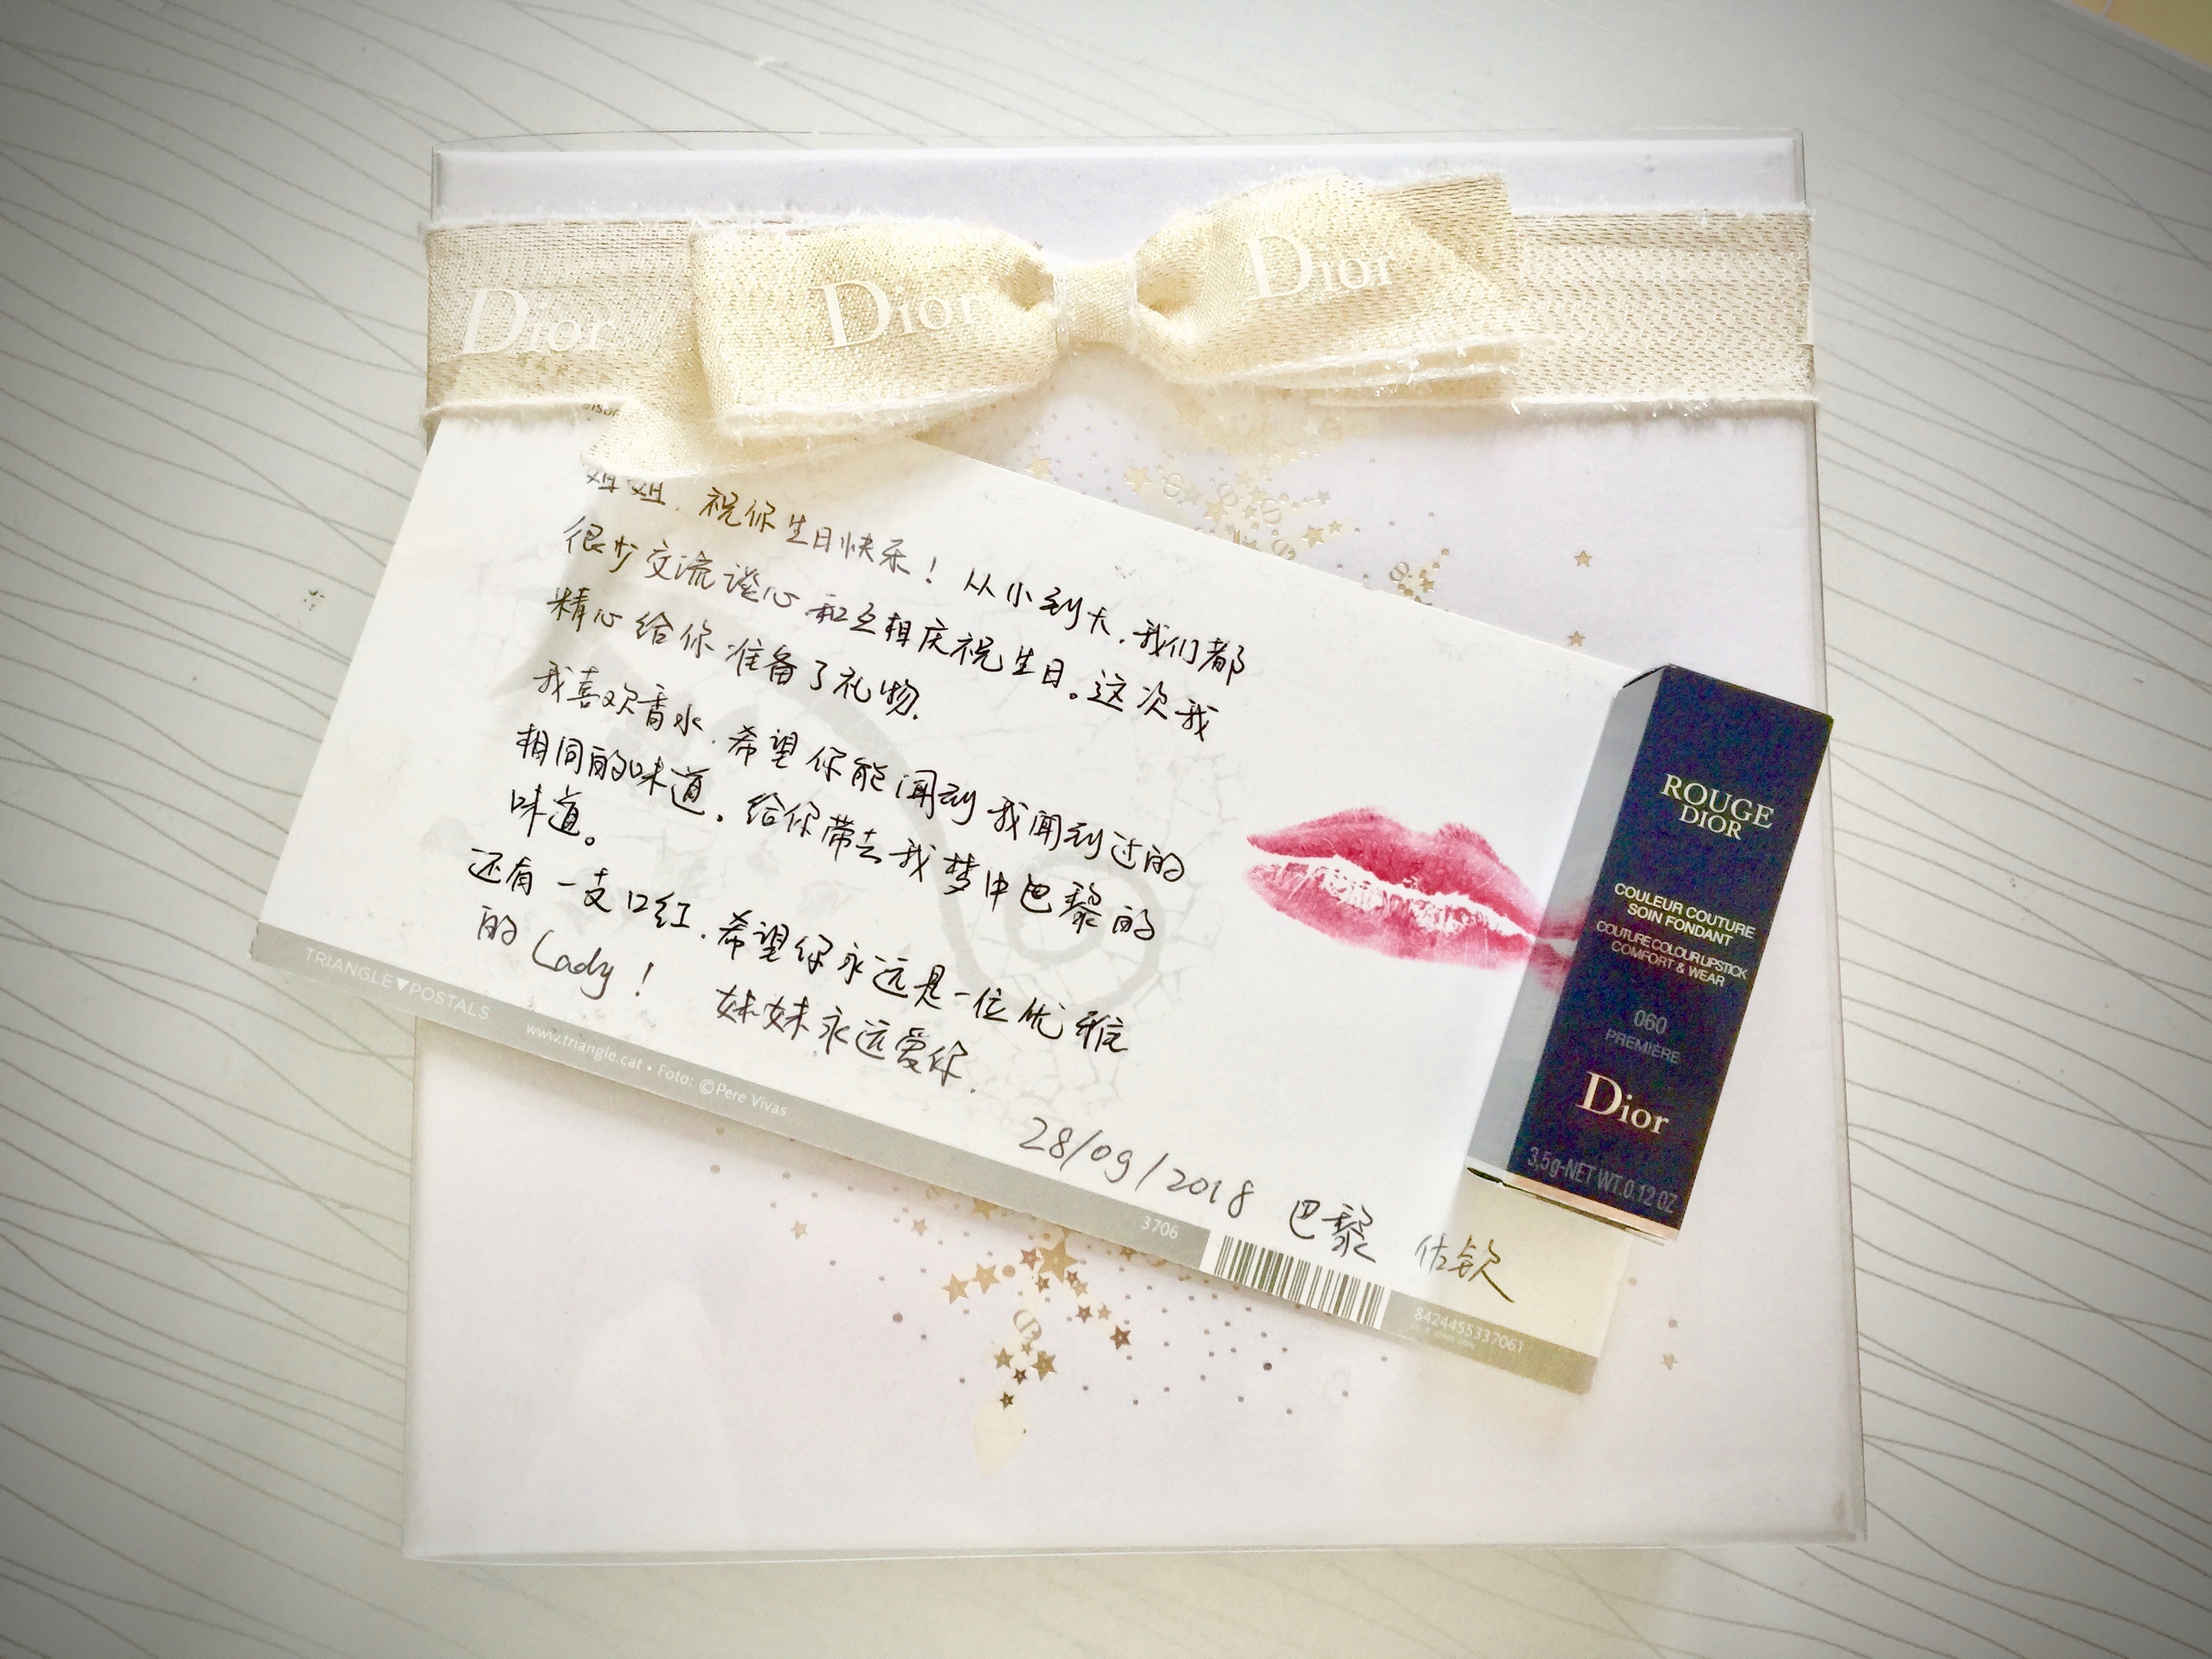 Dior
Dior
Dior
姐姐，祝你生日快乐！从小到大，我们都
很少交流谈心和互相庆祝生日。这次我
精心给你准备了礼物.
我喜欢香水，希望你能闻到我闻到过的
相同的味道。给你带去我梦中巴黎的
味道。
还有一支口红，希望你永远是一位优雅
的Lady！
妹妹永远爱你.
28/09/2018 巴黎 佑钦
TRIANGLE▼POSTALS
www.triangle.cat • Foto: ©Pere Vivas
3706
8424455337061
ROUGE
DIOR
COULEUR COUTURE
SOIN FONDANT
COUTURE COLOUR LIPSTICK
COMFORT & WEAR
060
PREMIÈRE
Dior
3,5g-NET WT.0.12 OZ